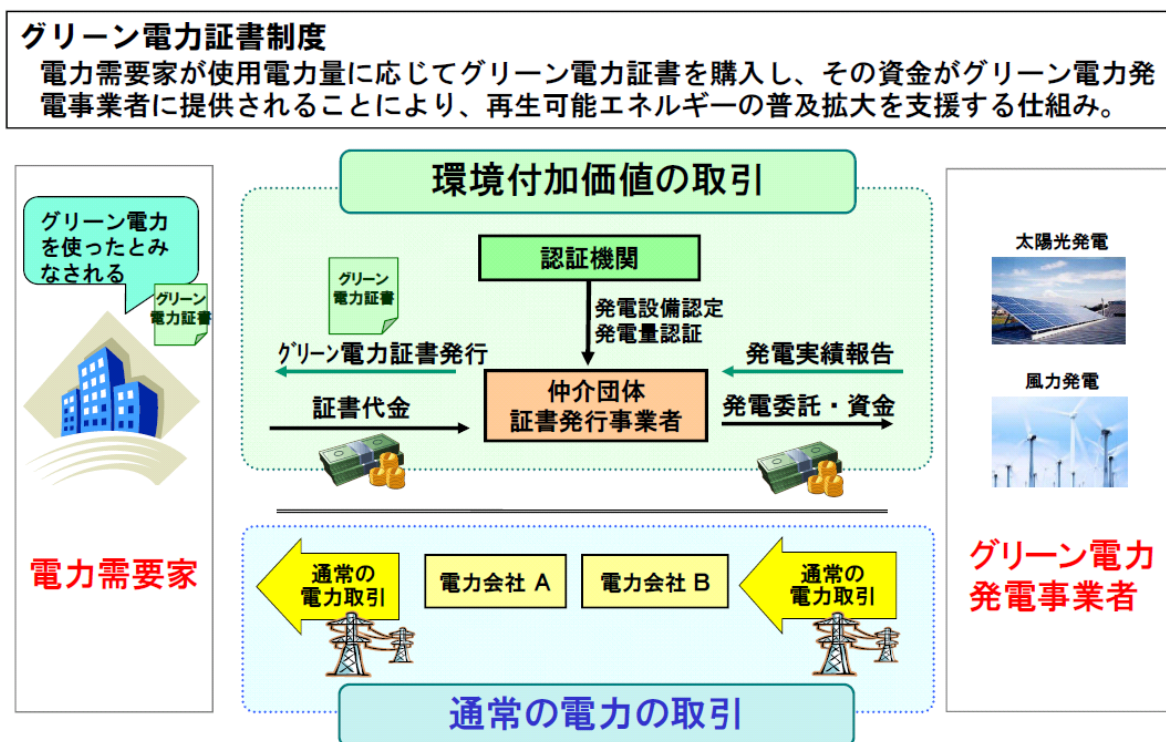 グリーン電力証書制度
電力需要家が使用電力量に応じてグリーン電力証書を購入し、その資金がグリーン電力発
電事業者に提供されることにより、再生可能エネルギーの普及拡大を支援する仕組み。
環境付加価値の取引
グリーン電力
を使ったとみ
なされる
グリーン
電力証書
認証機関
グリーン
電力証書
発電設備認定
発電量認証
ｸﾞﾘｰﾝ電力証書発行
発電実績報告
仲介団体
証書発行事業者
証書代金
発電委託・資金
太陽光発電
風力発電
電力需要家
グリーン電力
発電事業者
通常の
電力取引
電力会社 A
電力会社 B
通常の
電力取引
通常の電力の取引